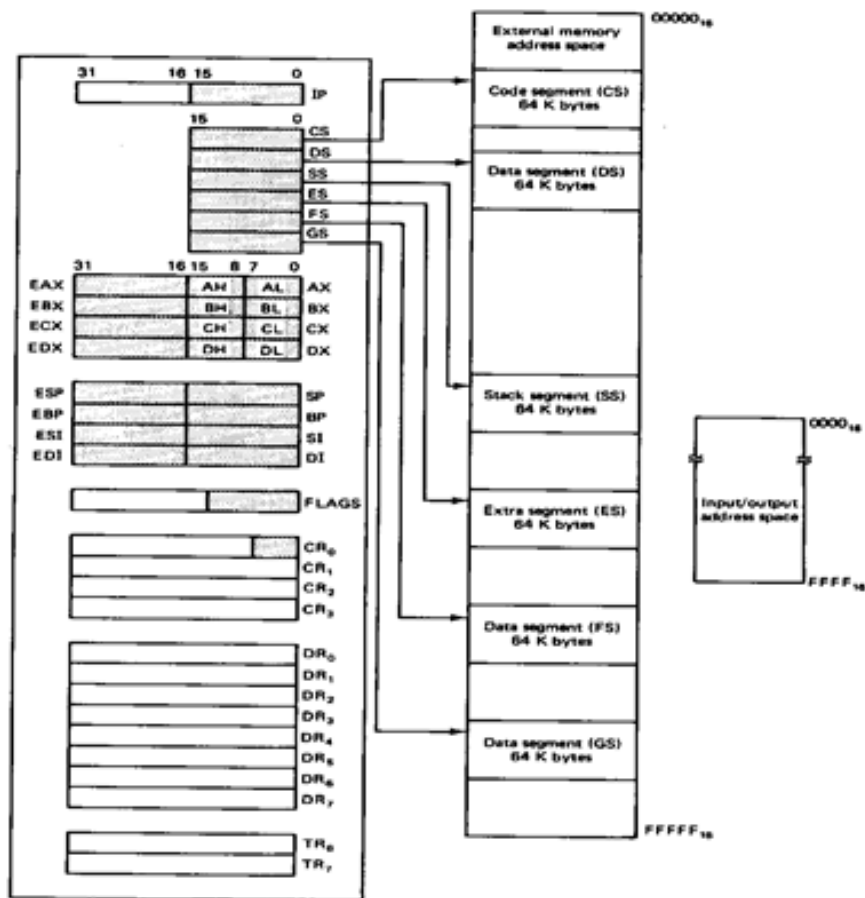 31 16 15 0
IP
15 0
CS
DS
SS
ES
FS
GS
31 16 15 8 7 0
EAX AH AL AX
EBX BH BL BX
ECX CH CL CX
EDX DH DL DX
ESP SP
EBP BP
ESI SI
EDI DI
FLAGS
CR₀
CR₁
CR₂
CR₃
DR₀
DR₁
DR₂
DR₃
DR₄
DR₅
DR₆
DR₇
TR₆
TR₇
External memory
address space
00000₁₆
Code segment (CS)
64 K bytes
Data segment (DS)
64 K bytes
Stack segment (SS)
64 K bytes
Extra segment (ES)
64 K bytes
Data segment (FS)
64 K bytes
Data segment (GS)
64 K bytes
FFFFF₁₆
0000₁₆
Input/output
address space
FFFF₁₆